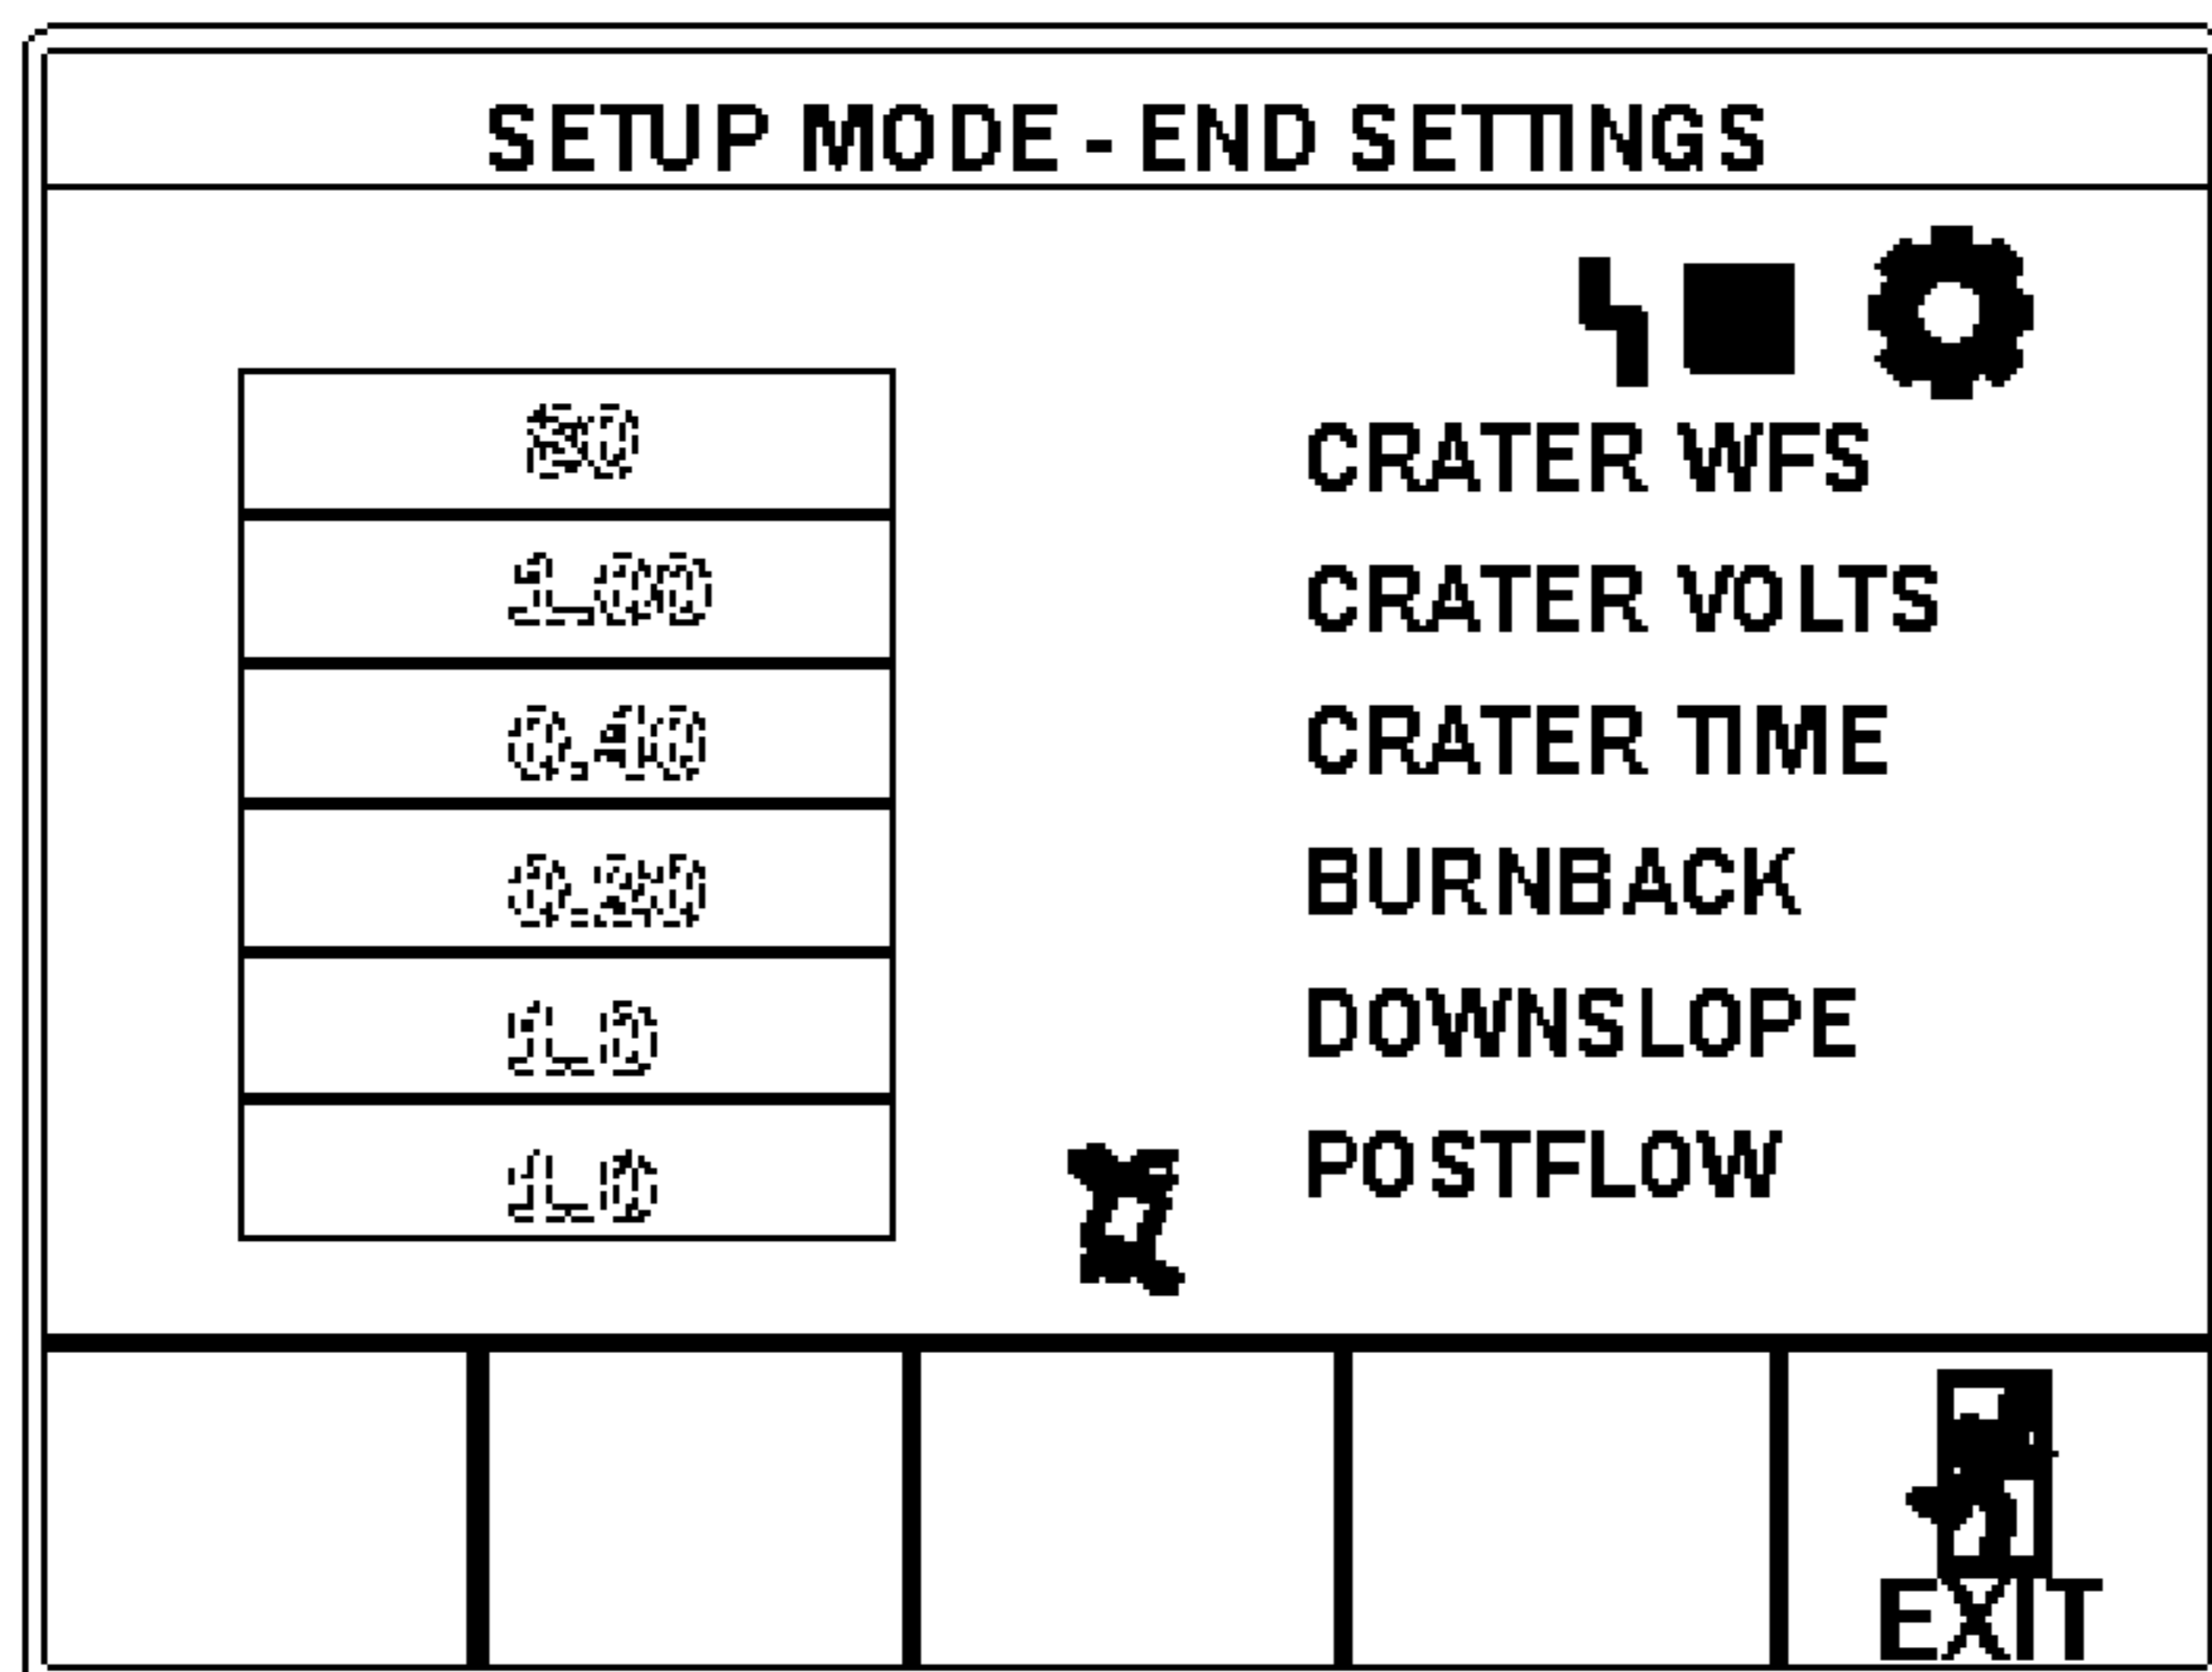 SETUP MODE - END SETTINGS
CRATER WFS
1.00 CRATER VOLTS
0.40 CRATER TIME
0.20 BURNBACK
1.0 DOWNSLOPE
1.0 POSTFLOW
EXIT